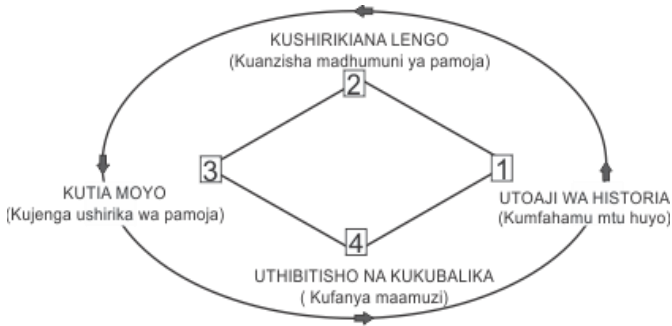 KUSHIRIKIANA LENGO
(Kuanzisha madhumuni ya pamoja)
2
3
1
KUTIA MOYO
(Kujenga ushirika wa pamoja)
UTOAJI WA HISTORIA
(Kumfahamu mtu huyo)
4
UTHIBITISHO NA KUKUBALIKA
( Kufanya maamuzi)